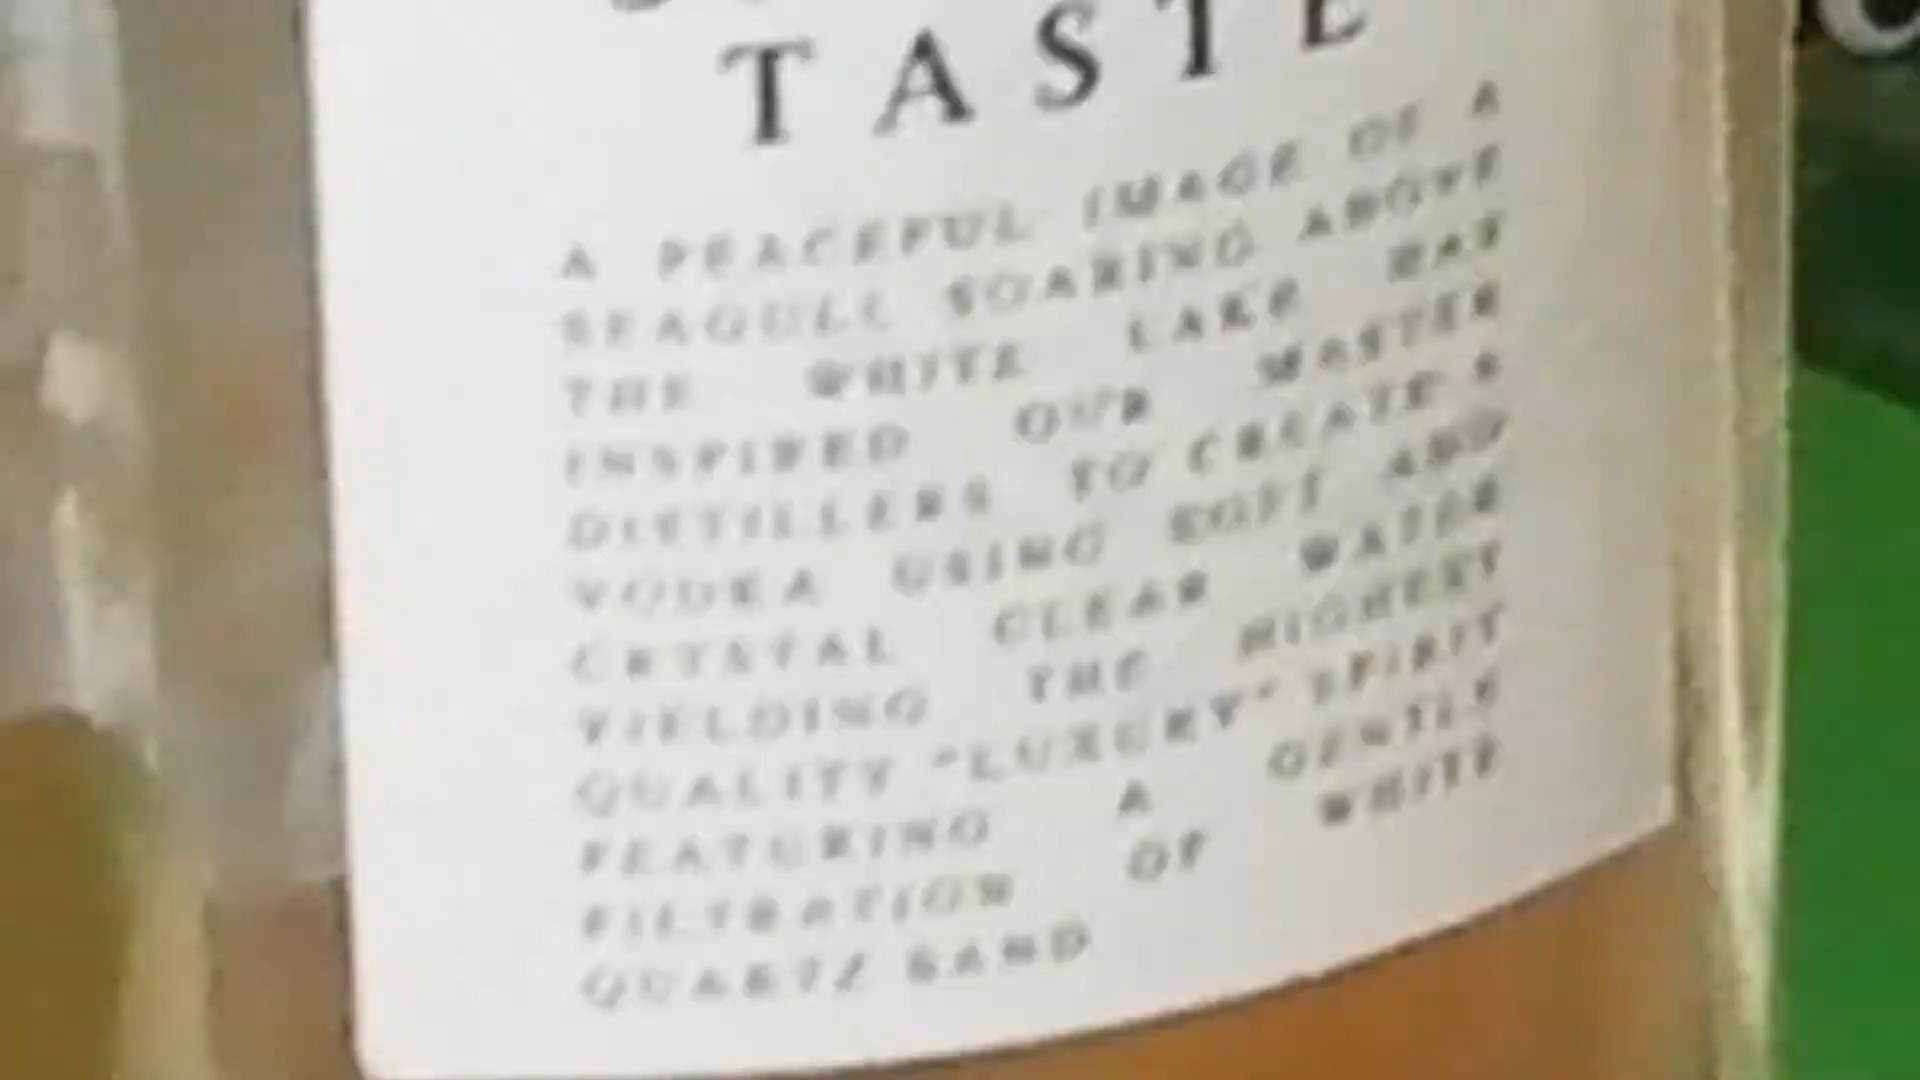 TASTE
A PEACEFUL IMAGE OF A
SEAGULL SOARING ABOVE
THE WHITE LAKE HAS
INSPIRED OUR MASTER
DISTILLERS TO CREATE A
VODKA USING SOFT AND
CRYSTAL CLEAR WATER
YIELDING THE HIGHEST
QUALITY "LUXURY" SPIRIT
FEATURING A GENTLE
FILTRATION OF WHITE
QUARTZ SAND